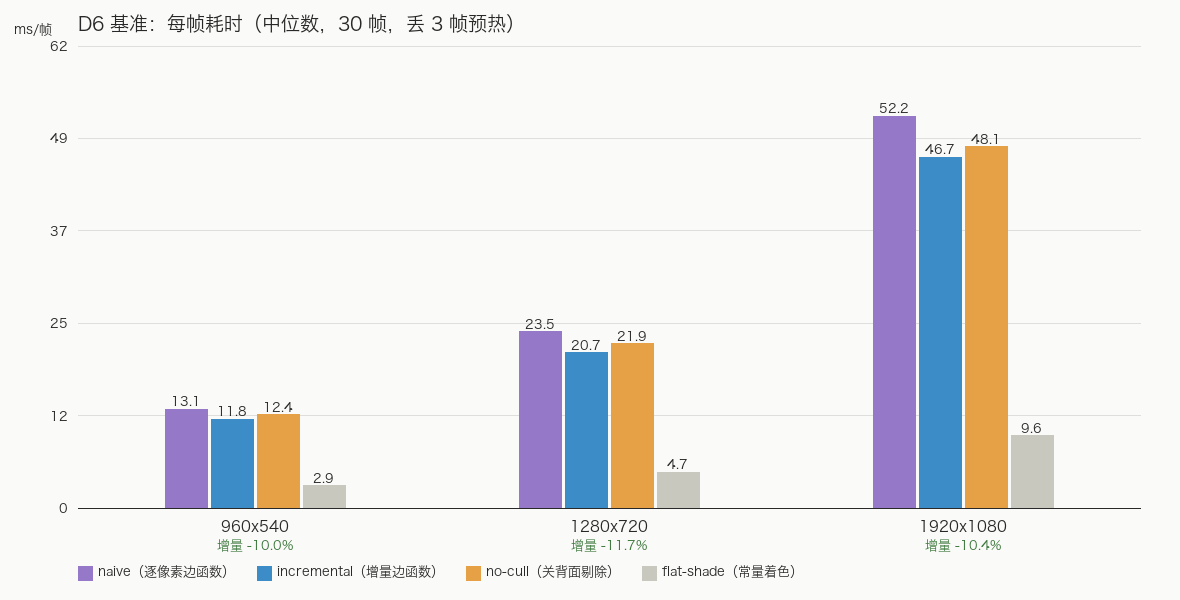 D6 基准：每帧耗时（中位数，30 帧，丢 3 帧预热）
ms/帧
62
49
37
25
12
0
13.1
11.8
12.4
2.9
23.5
20.7
21.9
4.7
52.2
46.7
48.1
9.6
960x540
1280x720
1920x1080
增量 -10.0%
增量 -11.7%
增量 -10.4%
naive（逐像素边函数）
incremental（增量边函数）
no-cull（关背面剔除）
flat-shade（常量着色）